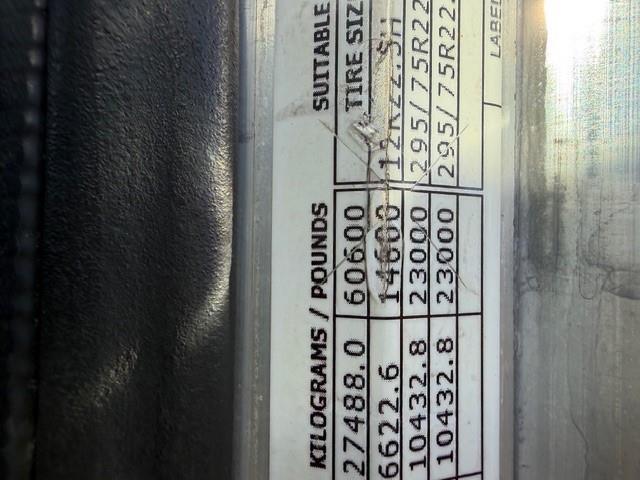 KILOGRAMS / POUNDS SUITABLE
27488.0 60600 TIRE SIZ
6622.6 14600 12R22.5H
10432.8 23000 295/75R22.
10432.8 23000 295/75R22.
LABEL